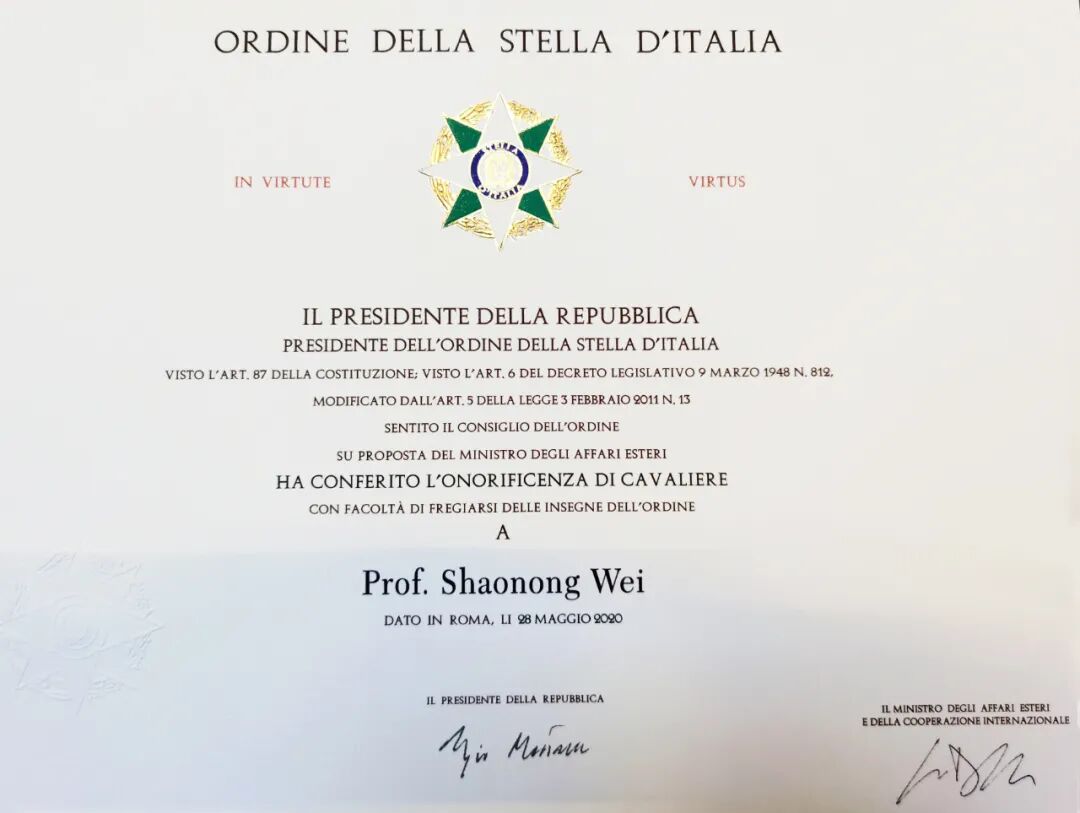 ORDINE DELLA STELLA D'ITALIA
STELLA
D'ITALIA
IN VIRTUTE VIRTUS
IL PRESIDENTE DELLA REPUBBLICA
PRESIDENTE DELL'ORDINE DELLA STELLA D'ITALIA
VISTO L'ART. 87 DELLA COSTITUZIONE; VISTO L'ART. 6 DEL DECRETO LEGISLATIVO 9 MARZO 1948 N. 812,
MODIFICATO DALL'ART. 5 DELLA LEGGE 3 FEBBRAIO 2011 N. 13
SENTITO IL CONSIGLIO DELL'ORDINE
SU PROPOSTA DEL MINISTRO DEGLI AFFARI ESTERI
HA CONFERITO L'ONORIFICENZA DI CAVALIERE
CON FACOLTÀ DI FREGIARSI DELLE INSEGNE DELL'ORDINE
A
Prof. Shaonong Wei
DATO IN ROMA, LI 28 MAGGIO 2020
IL PRESIDENTE DELLA REPUBBLICA
IL MINISTRO DEGLI AFFARI ESTERI
E DELLA COOPERAZIONE INTERNAZIONALE